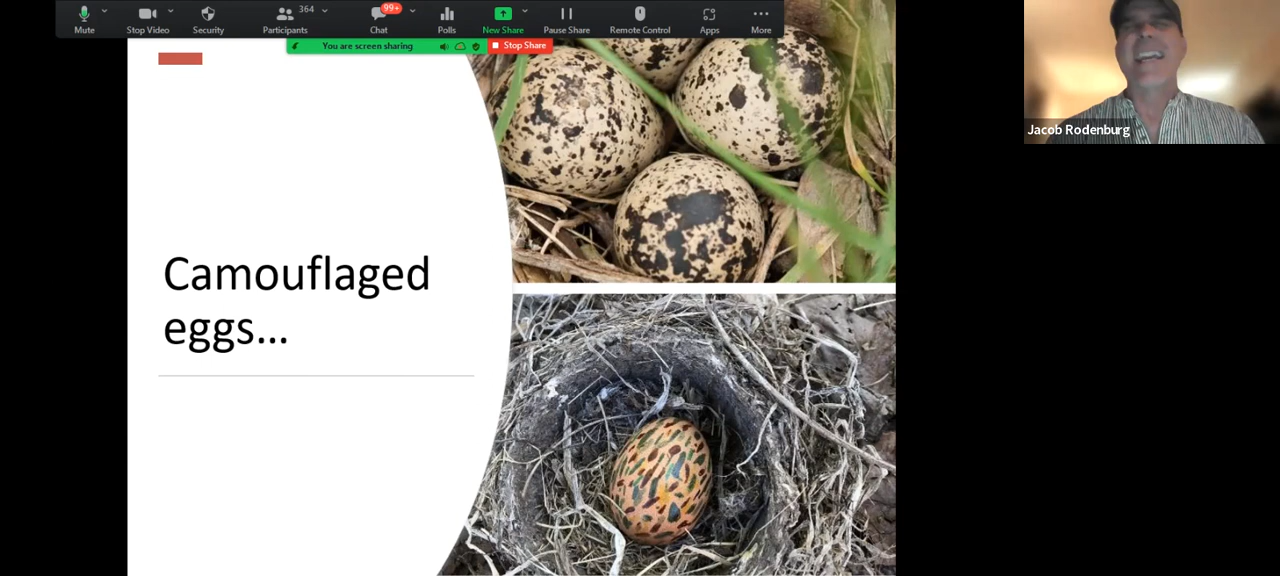 364
99+
Mute
Stop Video
Security
Participants
Chat
Polls
New Share
Pause Share
Remote Control
Apps
More
You are screen sharing
Stop Share
Camouflaged
eggs...
Jacob Rodenburg